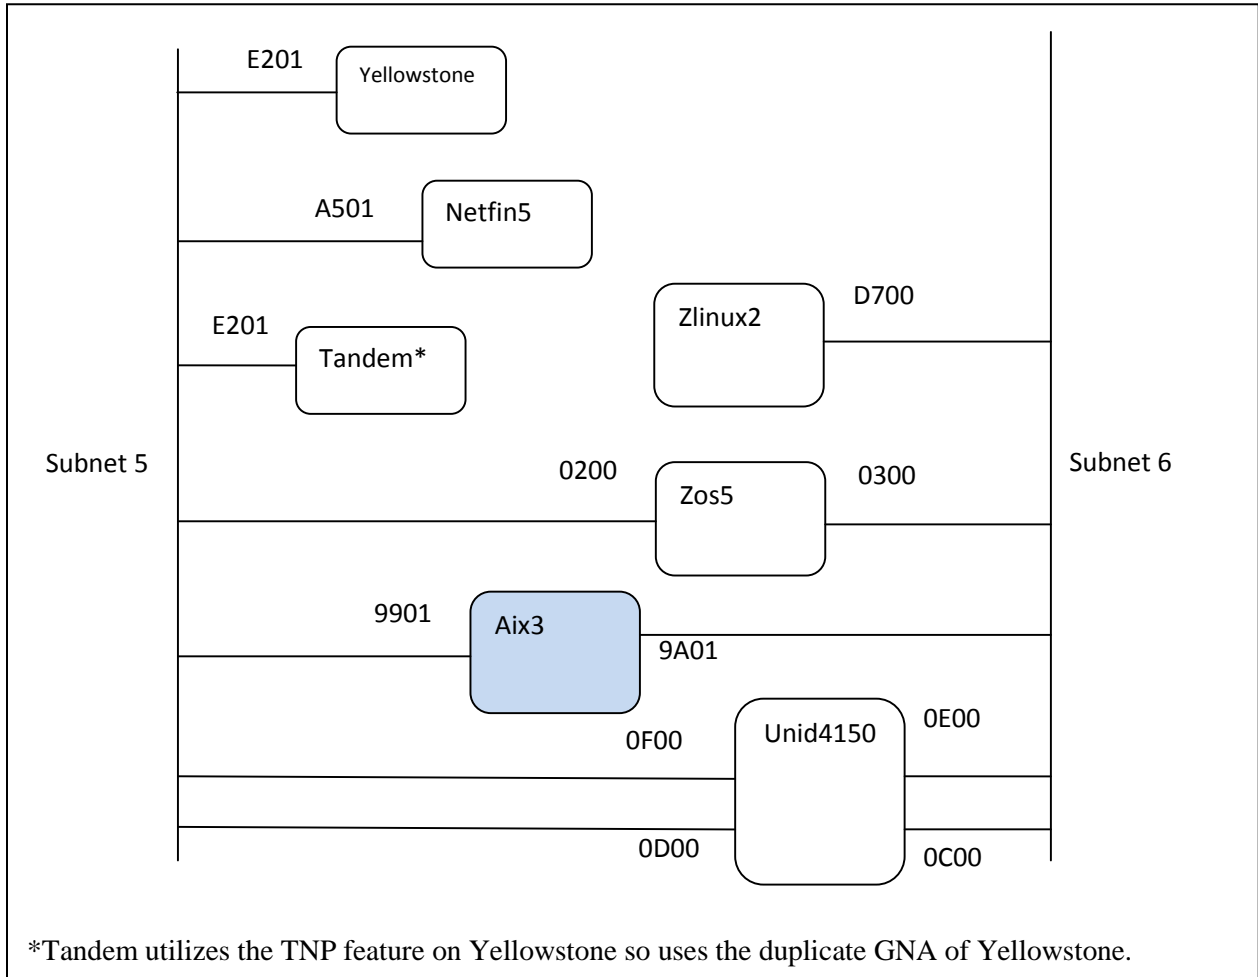 E201
Yellowstone
A501
Netfin5
D700
Zlinux2
E201
Tandem*
Subnet 5
0200
0300
Subnet 6
Zos5
9901
Aix3
9A01
0F00
Unid4150
0E00
0D00
0C00
*Tandem utilizes the TNP feature on Yellowstone so uses the duplicate GNA of Yellowstone.